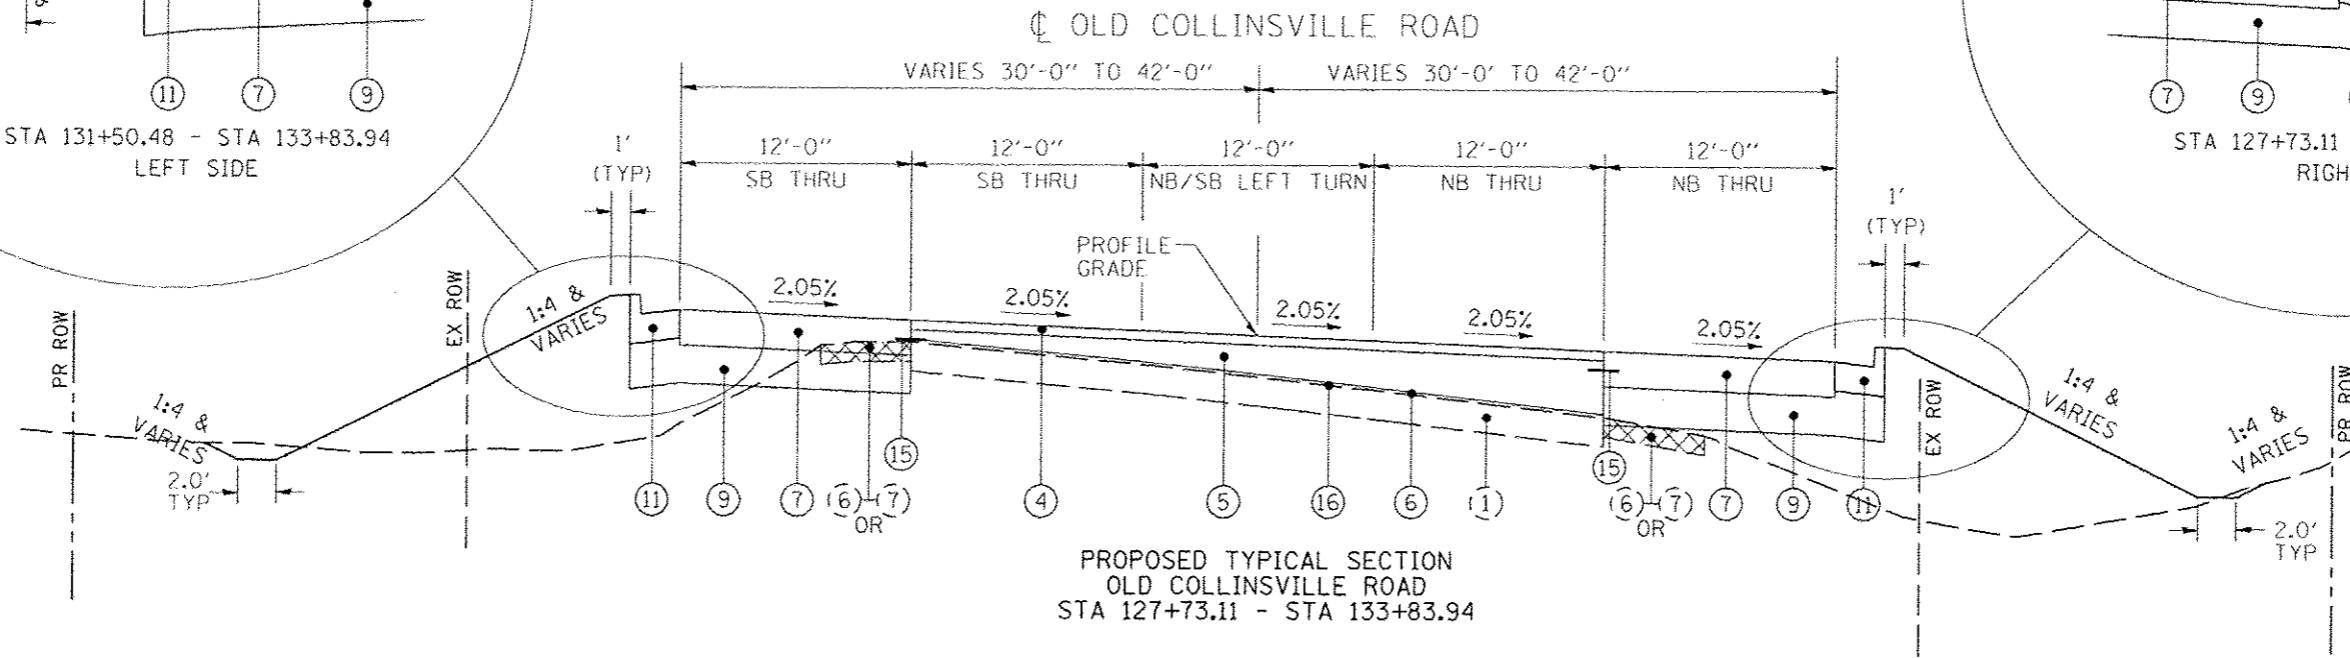 ℄ OLD COLLINSVILLE ROAD
VARIES 30'-0" TO 42'-0" VARIES 30'-0' TO 42'-0"
11 7 9
7 9
STA 131+50.48 - STA 133+83.94
LEFT SIDE
STA 127+73.11
RIGH
1'
(TYP)
12'-0" 12'-0" 12'-0" 12'-0" 12'-0"
SB THRU SB THRU NB/SB LEFT TURN NB THRU NB THRU
1'
(TYP)
PROFILE
GRADE
2.05% 2.05% 2.05% 2.05% 2.05%
PR ROW
EX ROW
1:4 &
VARIES
1:4 &
VARIES
EX ROW
1:4 &
VARIES
1:4 &
VARIES
PR ROW
2.0'
TYP
15
15
11 9 7 (6) (7) 4 5 16 6 (1) (6) (7) 7 9 11
OR
OR
2.0'
TYP
PROPOSED TYPICAL SECTION
OLD COLLINSVILLE ROAD
STA 127+73.11 - STA 133+83.94